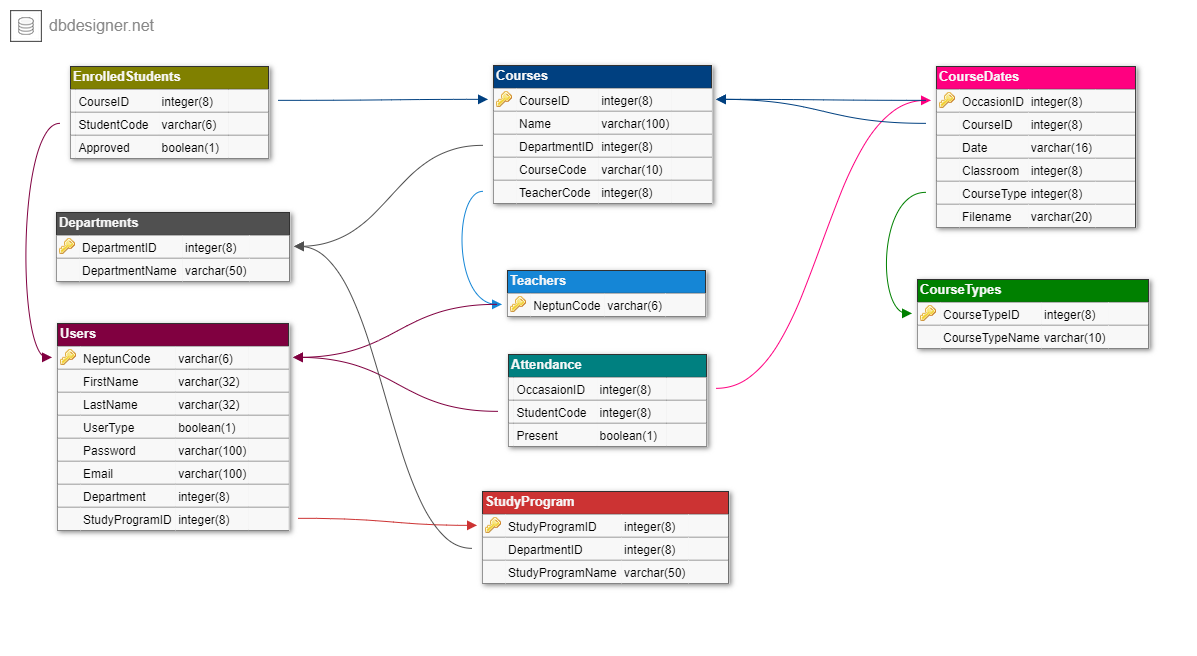 dbdesigner.net
EnrolledStudents
CourseID integer(8)
StudentCode varchar(6)
Approved boolean(1)
Courses
CourseID integer(8)
Name varchar(100)
DepartmentID integer(8)
CourseCode varchar(10)
TeacherCode integer(8)
CourseDates
OccasionID integer(8)
CourseID integer(8)
Date varchar(16)
Classroom integer(8)
CourseType integer(8)
Filename varchar(20)
Departments
DepartmentID integer(8)
DepartmentName varchar(50)
Teachers
NeptunCode varchar(6)
CourseTypes
CourseTypeID integer(8)
CourseTypeName varchar(10)
Users
NeptunCode varchar(6)
FirstName varchar(32)
LastName varchar(32)
UserType boolean(1)
Password varchar(100)
Email varchar(100)
Department integer(8)
StudyProgramID integer(8)
Attendance
OccasaionID integer(8)
StudentCode integer(8)
Present boolean(1)
StudyProgram
StudyProgramID integer(8)
DepartmentID integer(8)
StudyProgramName varchar(50)